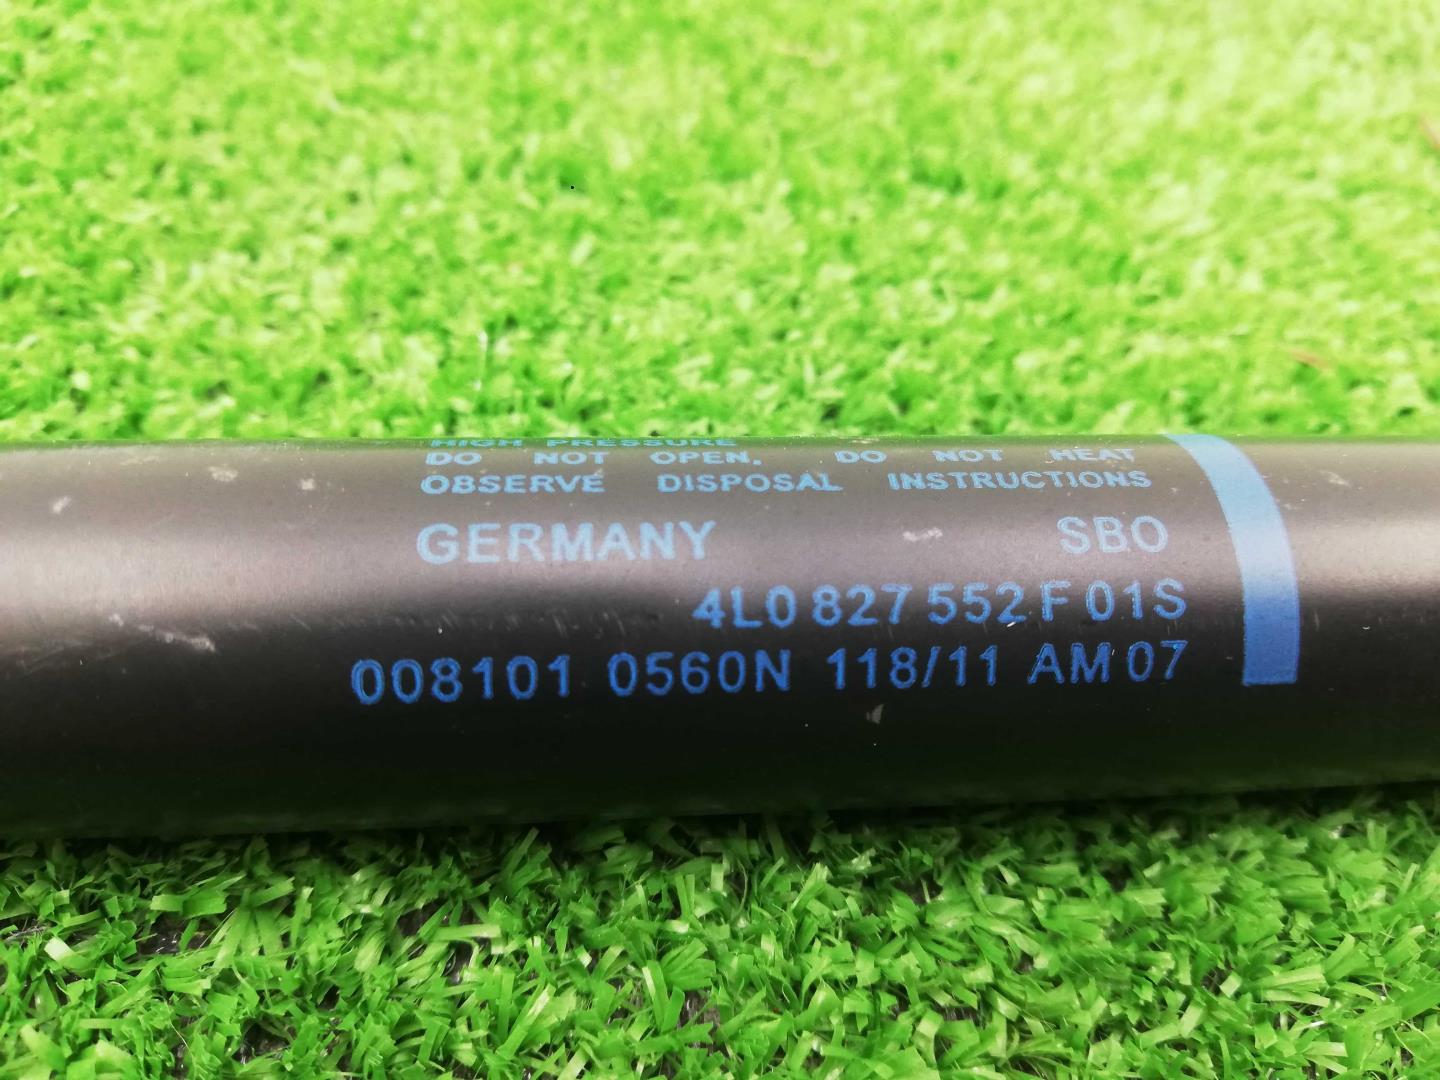 HIGH PRESSURE
DO NOT OPEN, DO NOT HEAT
OBSERVE DISPOSAL INSTRUCTIONS
GERMANY SBO
4L0 827 552 F 01S
008101 0560N 118/11 AM 07